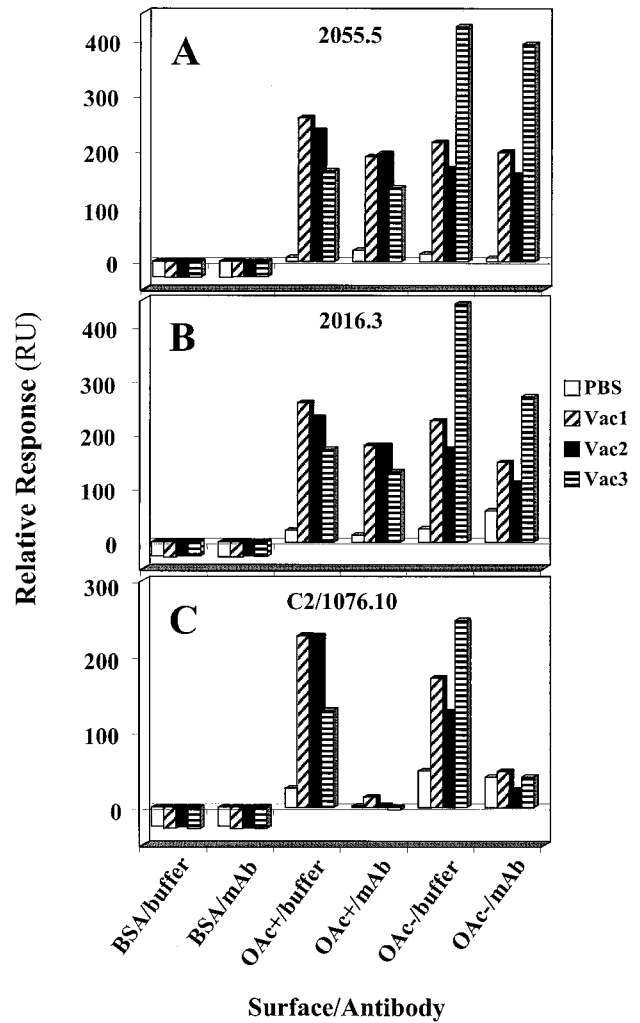 A
2055.5
400
300
200
100
0
B
2016.3
400
300
200
100
0
C
C2/1076.10
300
200
100
0
Relative Response (RU)
PBS
Vac1
Vac2
Vac3
BSA/buffer
BSA/mAb
OAc+/buffer
OAc+/mAb
OAc-/buffer
OAc-/mAb
Surface/Antibody